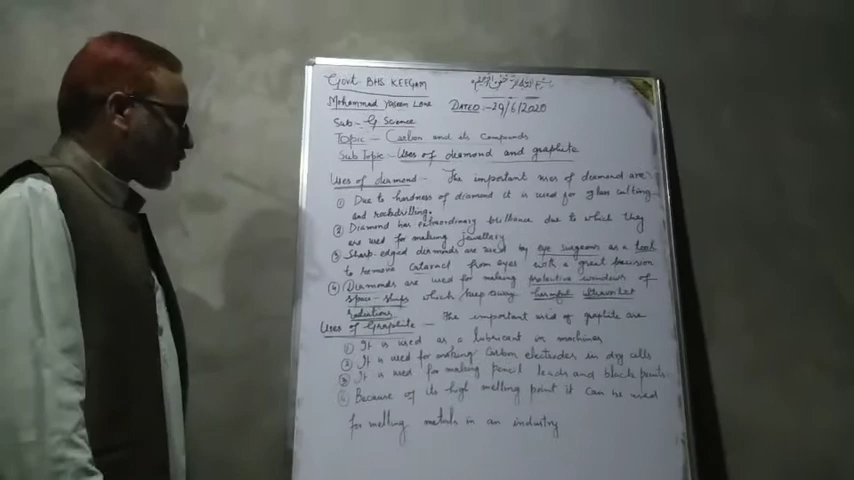 Govt BHS KEEGAM
Mohammad Yaseen Lone DATED :- 29/6/2020
Sub - G Science
Topic - Carbon and its Compounds
Sub Topic - Uses of diamond and graphite
Uses of diamond - The important uses of diamond are
① Due to hardness of diamond it is used for glass cutting
and rockdrilling.
② Diamond has extraordinary brilliance due to which they
are used for making jewellery
③ Sharp-edged diamonds are used by eye surgeons as a tool
to remove cataract from eyes with a great precision
④ Diamonds are used for making protective windows of
space-ships which keep away harmful ultraviolet
radiations
Uses of Graphite - The important used of graphite are
① It is used as a lubricant in machines
② It is used for making Carbon electrodes in dry cells
③ It is used for making pencil leads and black paints
④ Because of its high melting point it can be used
for melting metals in an industry